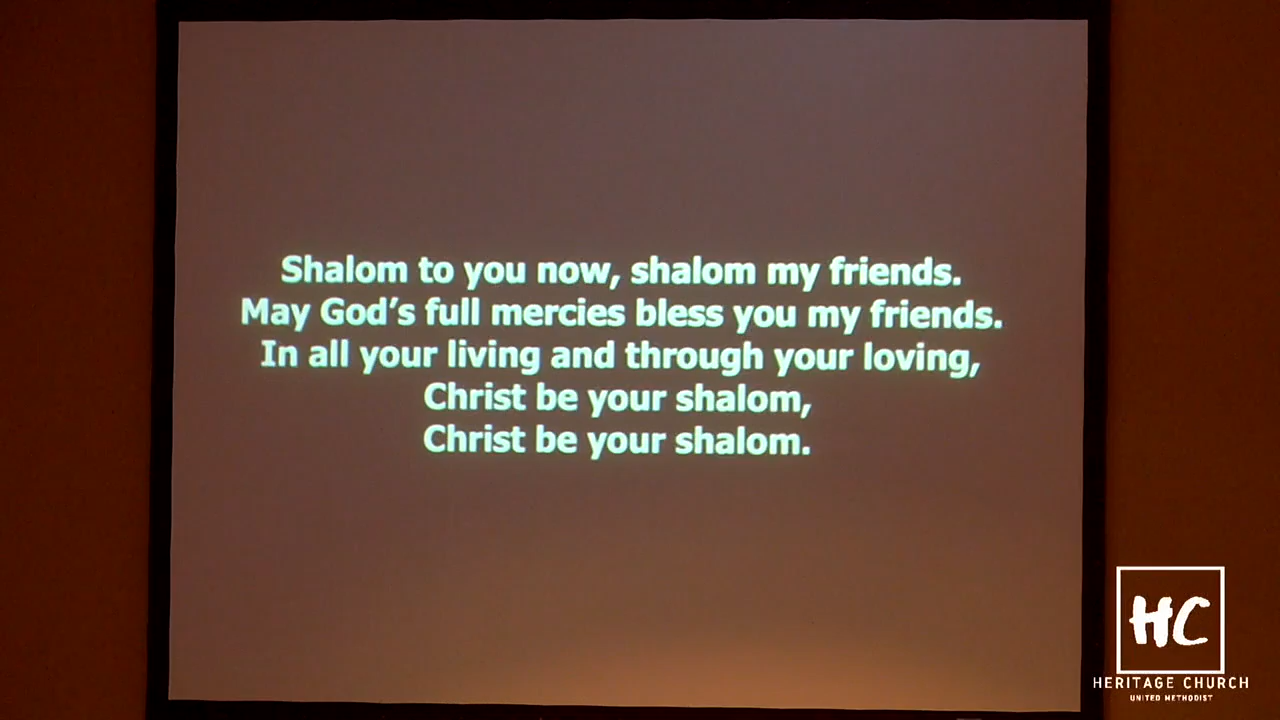 Shalom to you now, shalom my friends.
May God's full mercies bless you my friends.
In all your living and through your loving,
Christ be your shalom,
Christ be your shalom.
HC
HERITAGE CHURCH
UNITED METHODIST